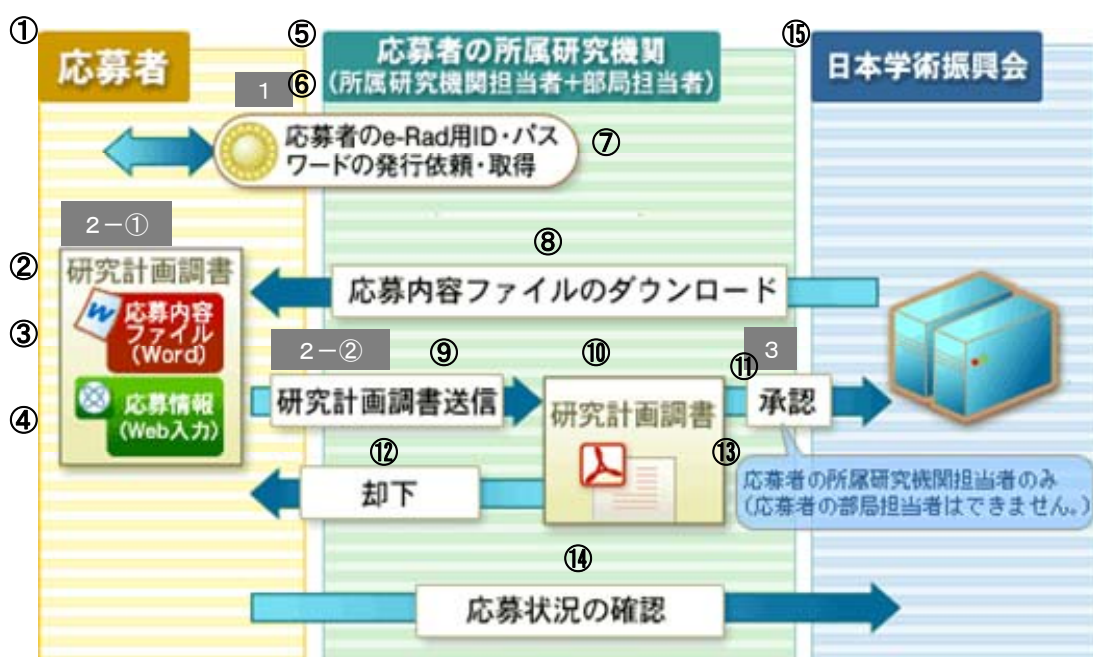 ①
応募者
⑤
応募者の所属研究機関
⑥
(所属研究機関担当者+部局担当者)
⑮
日本学術振興会
1
応募者のe-Rad用ID・パス
ワードの発行依頼・取得
⑦
2-①
②
研究計画調書
③
W
応募内容
ファイル
(Word)
④
応募情報
(Web入力)
⑧
応募内容ファイルのダウンロード
2-②
⑨
研究計画調書送信
⑩
研究計画調書
3
⑪
承認
⑫
却下
⑬
応募者の所属研究機関担当者のみ
(応募者の部局担当者はできません。)
⑭
応募状況の確認